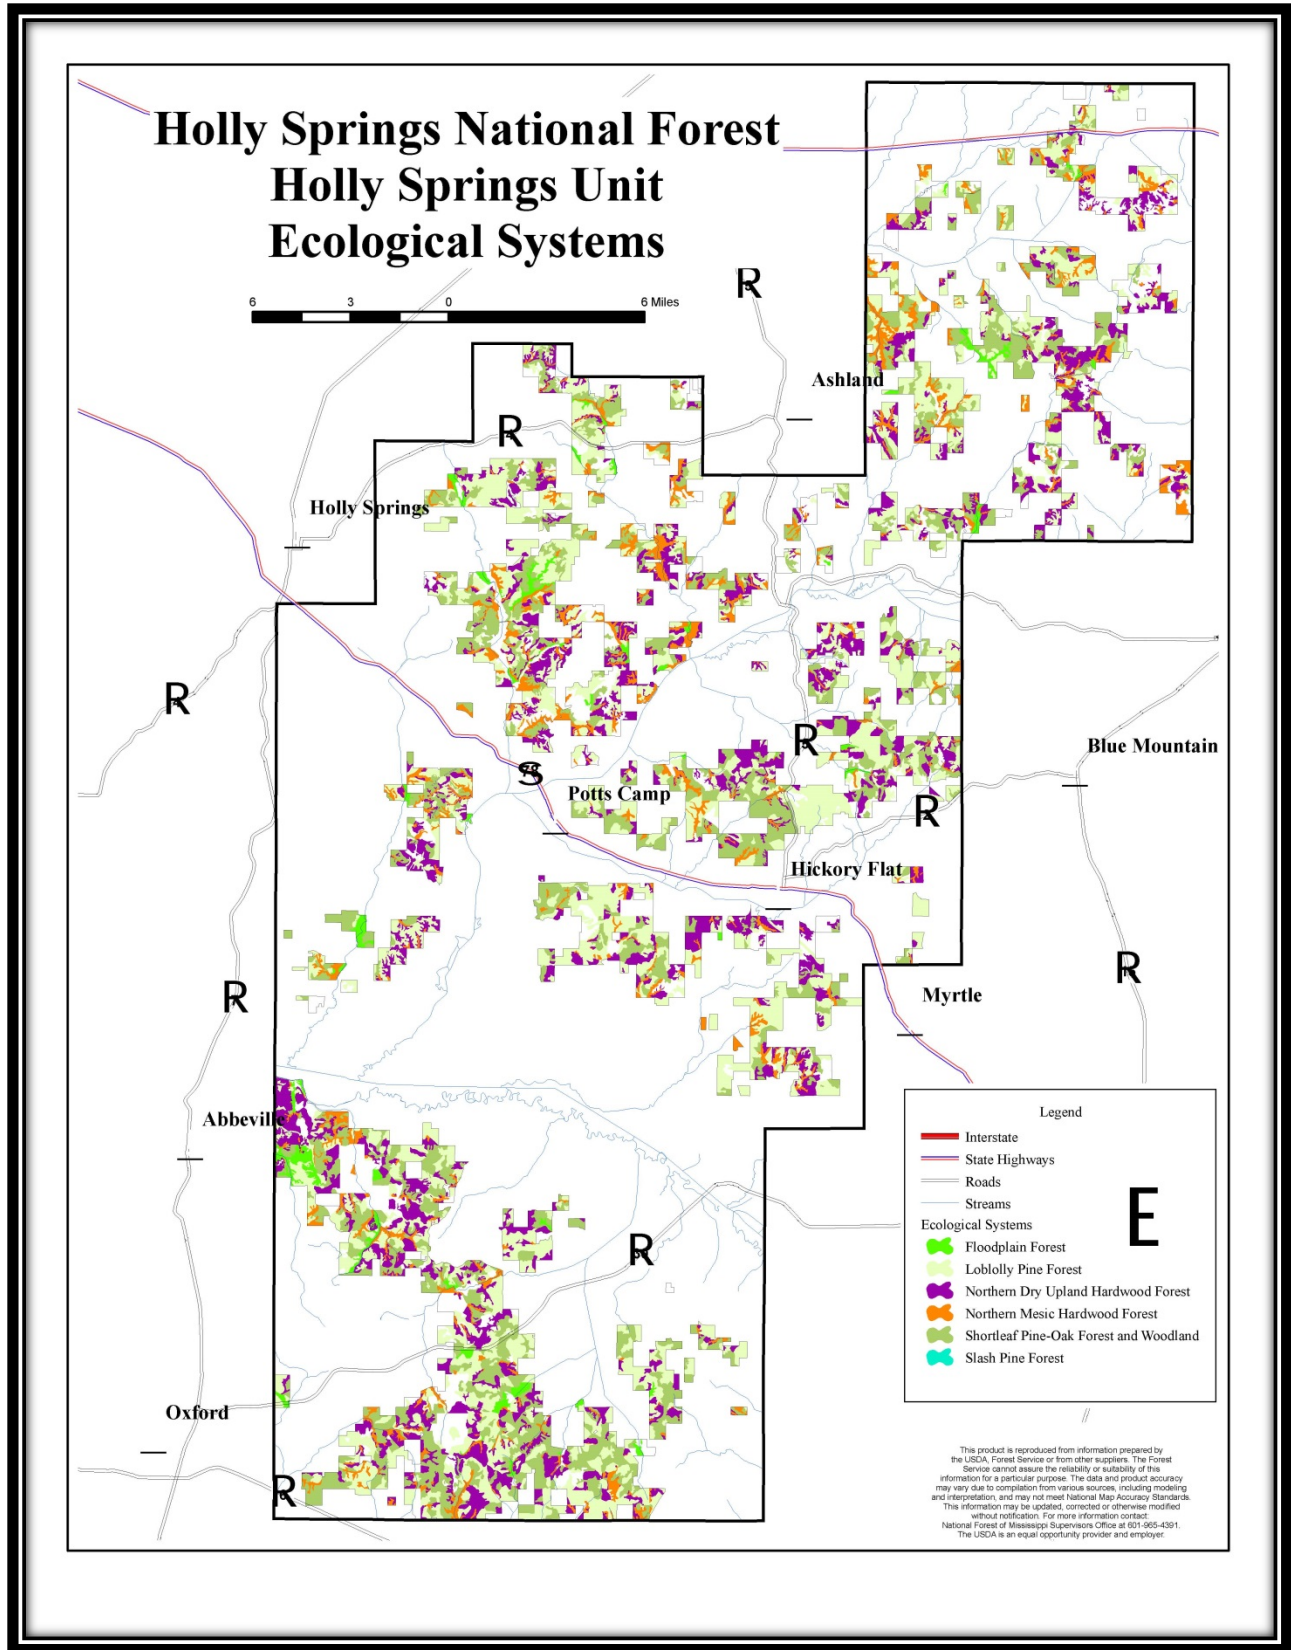 Holly Springs National Forest
Holly Springs Unit
Ecological Systems
6 3 0 6 Miles
R
Ashland
R
Holly Springs
R
R
Blue Mountain
S
Potts Camp
R
Hickory Flat
R
R
Myrtle
Abbeville
R
Oxford
R
Legend
Interstate
State Highways
Roads
Streams
E
Ecological Systems
Floodplain Forest
Loblolly Pine Forest
Northern Dry Upland Hardwood Forest
Northern Mesic Hardwood Forest
Shortleaf Pine-Oak Forest and Woodland
Slash Pine Forest
This product is reproduced from information prepared by
the USDA, Forest Service or from other suppliers. The Forest
Service cannot assure the reliability or suitability of this
information for a particular purpose. The data and product accuracy
may vary due to compilation from various sources, including modeling
and interpretation, and may not meet National Map Accuracy Standards.
This information may be updated, corrected or otherwise modified
without notification. For more information contact:
National Forest of Mississippi Supervisors Office at 601-965-4391.
The USDA is an equal opportunity provider and employer.